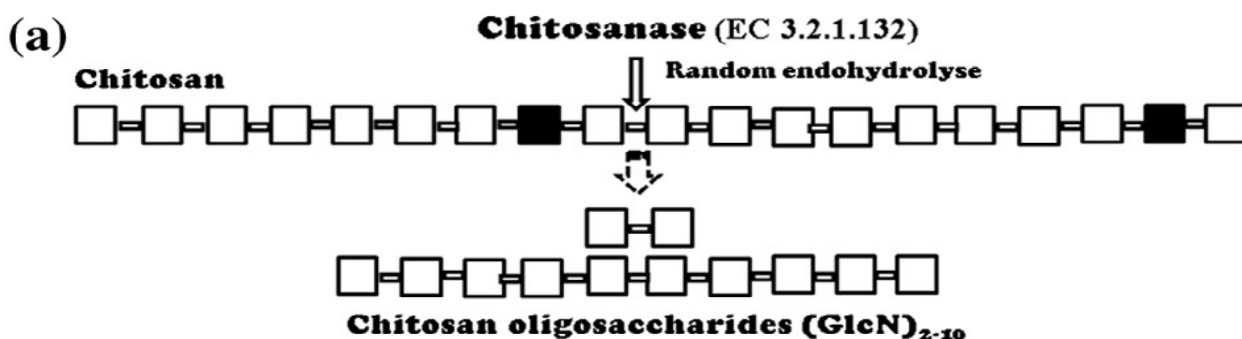 (a)
Chitosanase (EC 3.2.1.132)
Random endohydrolyse
Chitosan
Chitosan oligosaccharides (GlcN)₂₋₁₀